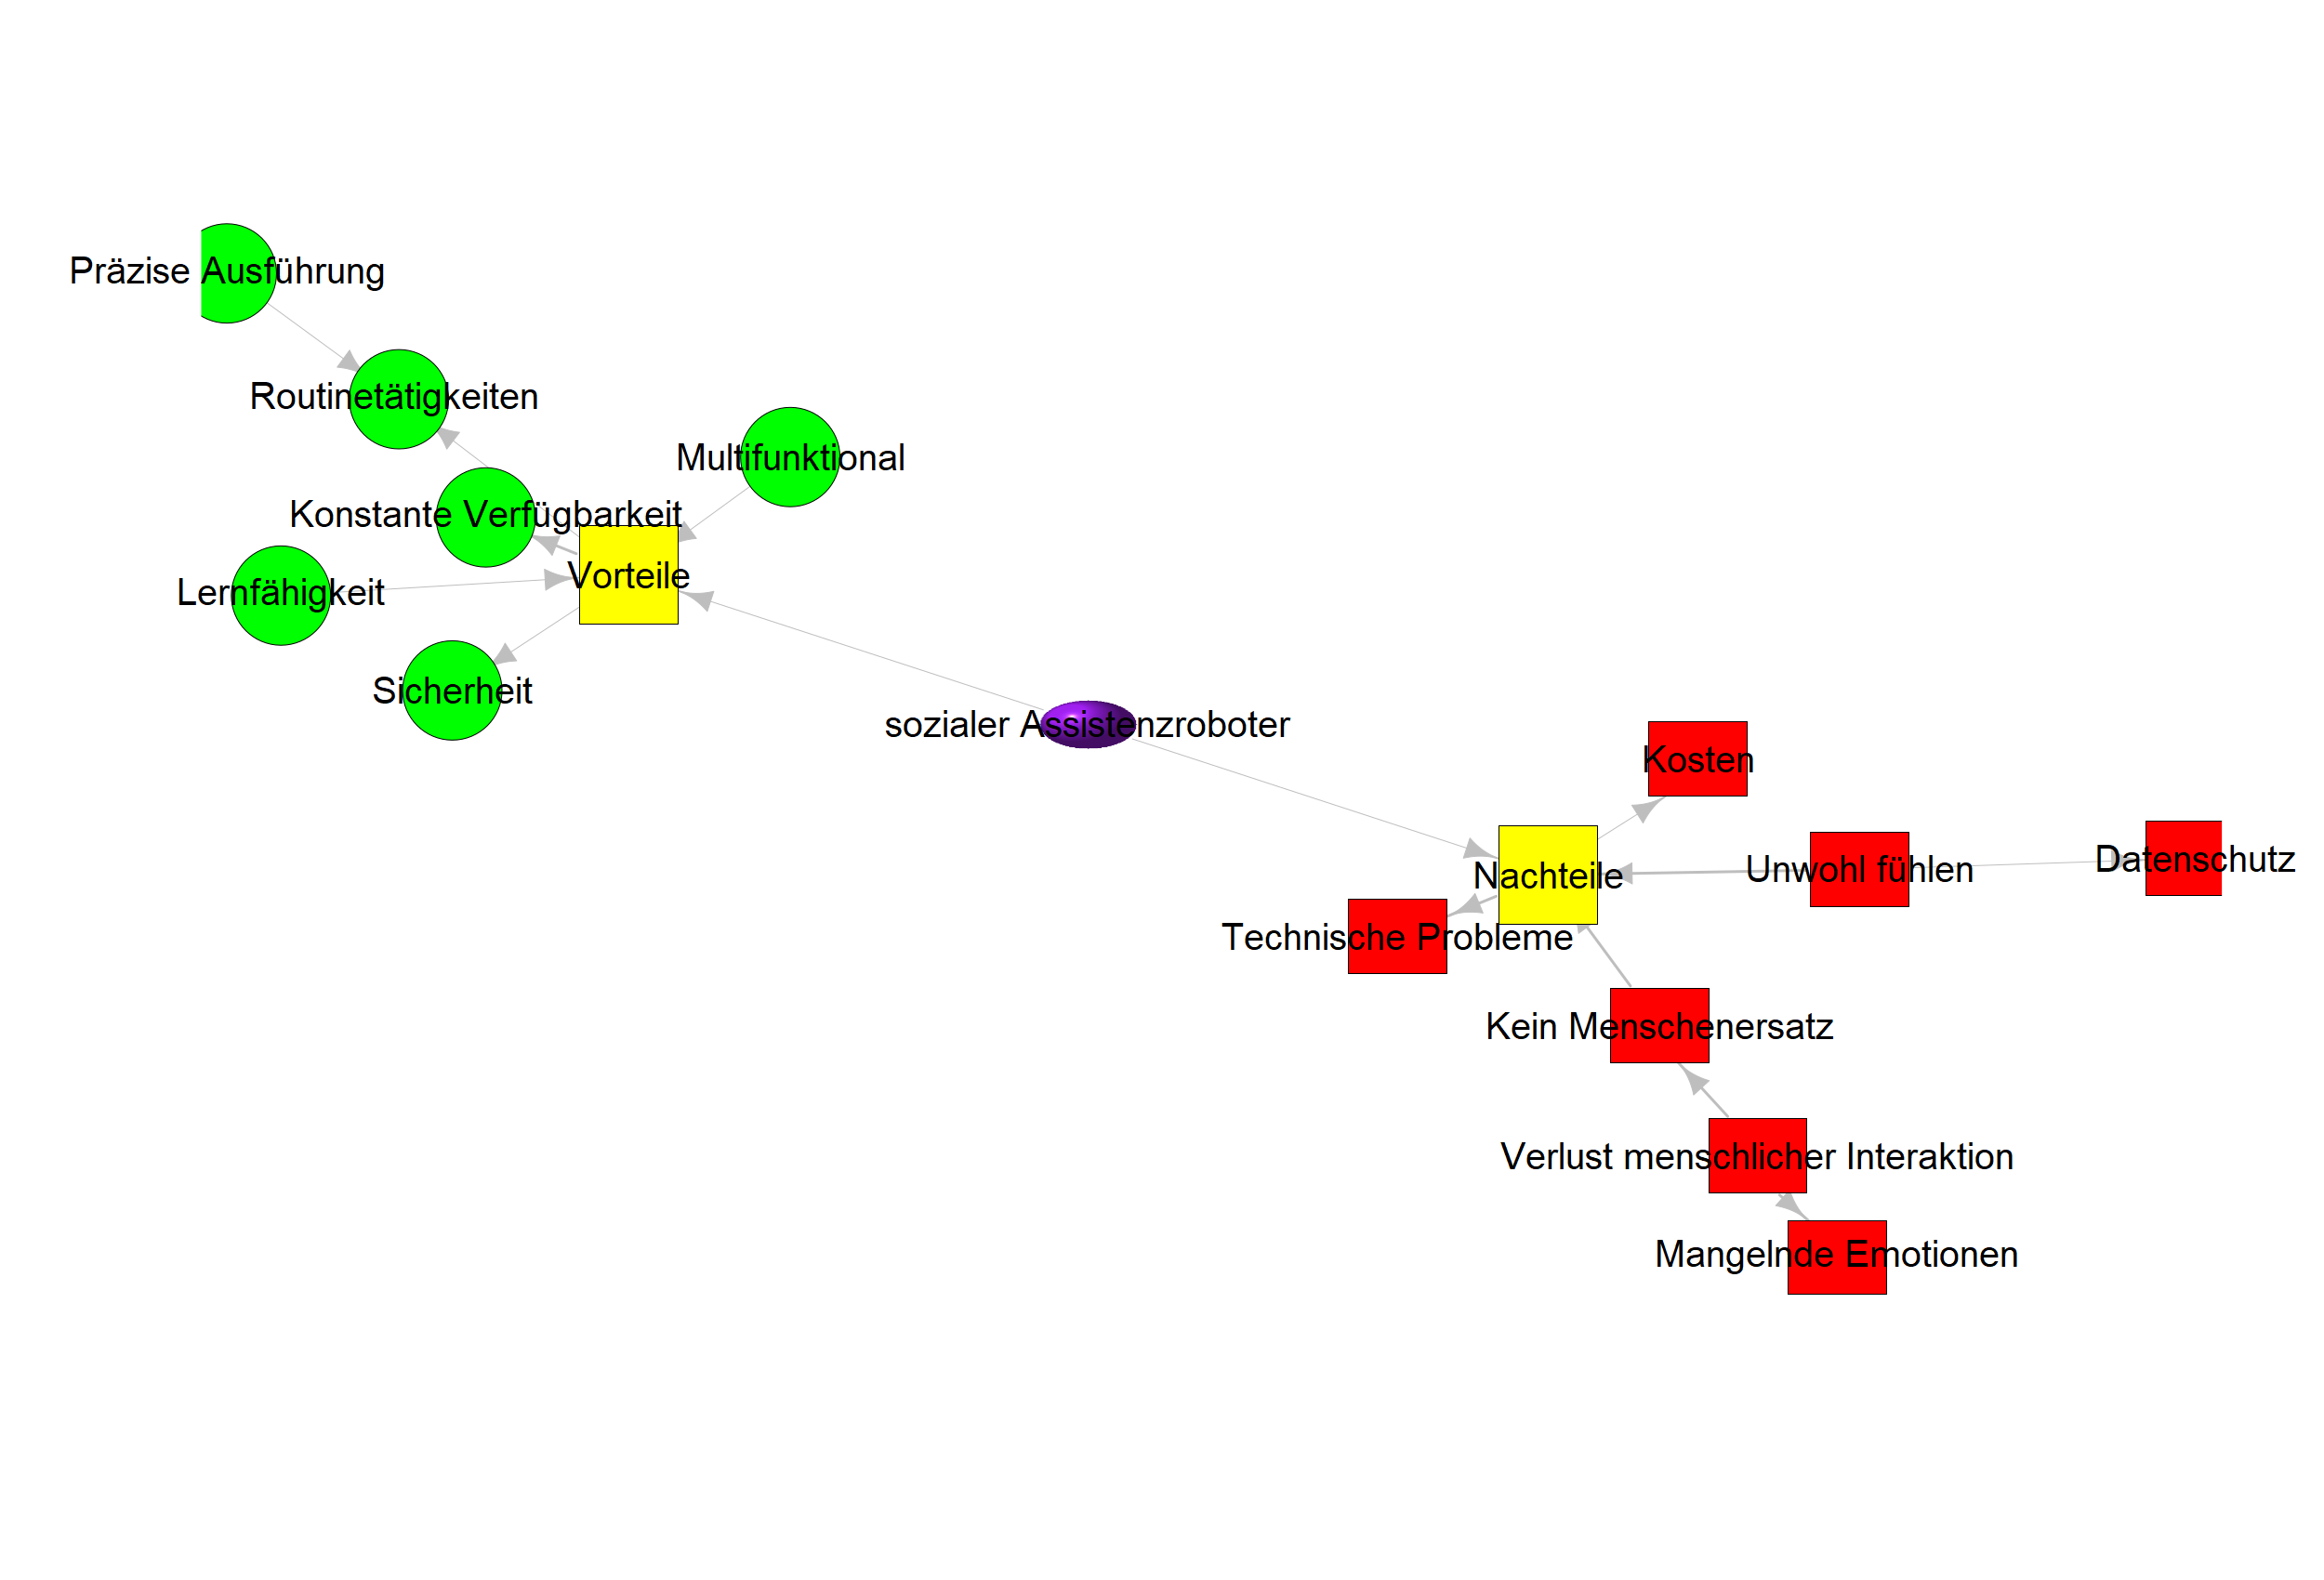 Präzise Ausführung
Routinetätigkeiten
Multifunktional
Konstante Verfügbarkeit
Vorteile
Lernfähigkeit
Sicherheit
sozialer Assistenzroboter
Kosten
Datenschutz
Unwohl fühlen
Nachteile
Technische Probleme
Kein Menschenersatz
Verlust menschlicher Interaktion
Mangelnde Emotionen